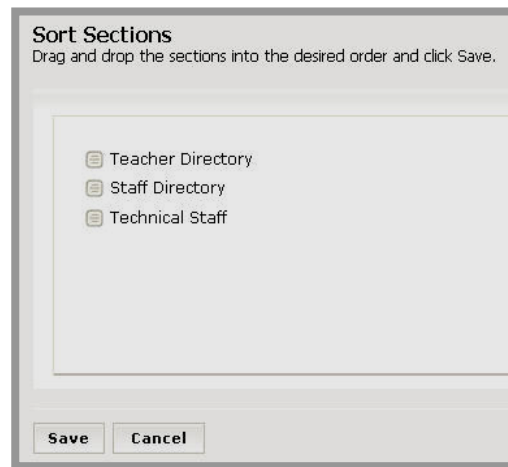 Sort Sections
Drag and drop the sections into the desired order and click Save.
Teacher Directory
Staff Directory
Technical Staff
Save Cancel